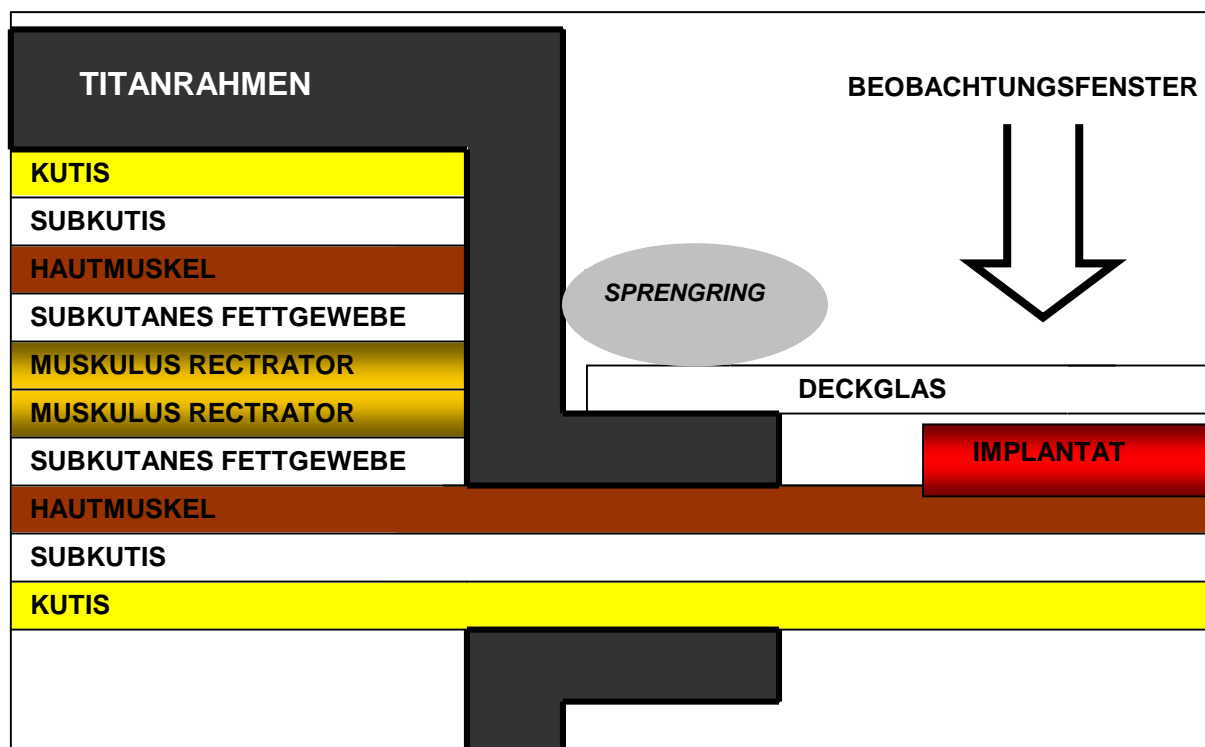 TITANRAHMEN
BEOBACHTUNGSFENSTER
KUTIS
SUBKUTIS
HAUTMUSKEL
SPRENGRING
SUBKUTANES FETTGEWEBE
MUSKULUS RECTRATOR
DECKGLAS
MUSKULUS RECTRATOR
SUBKUTANES FETTGEWEBE
IMPLANTAT
HAUTMUSKEL
SUBKUTIS
KUTIS